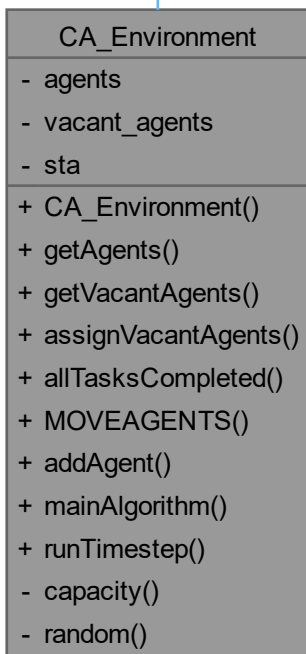 CA_Environment
- agents
- vacant_agents
- sta
+ CA_Environment()
+ getAgents()
+ getVacantAgents()
+ assignVacantAgents()
+ allTasksCompleted()
+ MOVEAGENTS()
+ addAgent()
+ mainAlgorithm()
+ runTimestep()
- capacity()
- random()